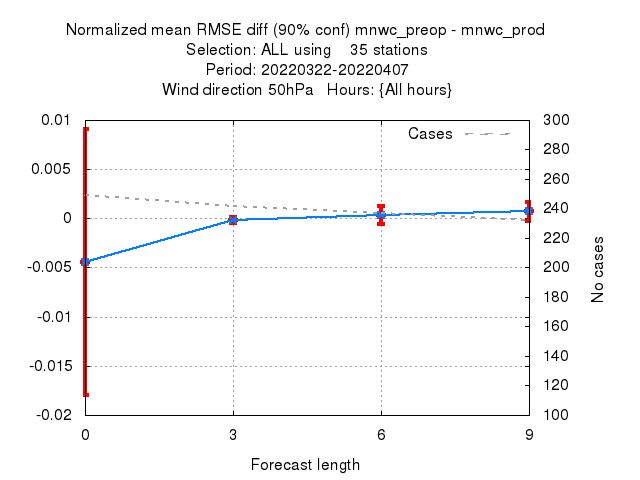 Normalized mean RMSE diff (90% conf) mnwc_preop - mnwc_prod
Selection: ALL using    35 stations
Period: 20220322-20220407
Wind direction 50hPa   Hours: {All hours}
Cases
0.01
0.005
0
-0.005
-0.01
-0.015
-0.02
300
280
260
240
220
200
180
160
140
120
100
No cases
0 3 6 9
Forecast length